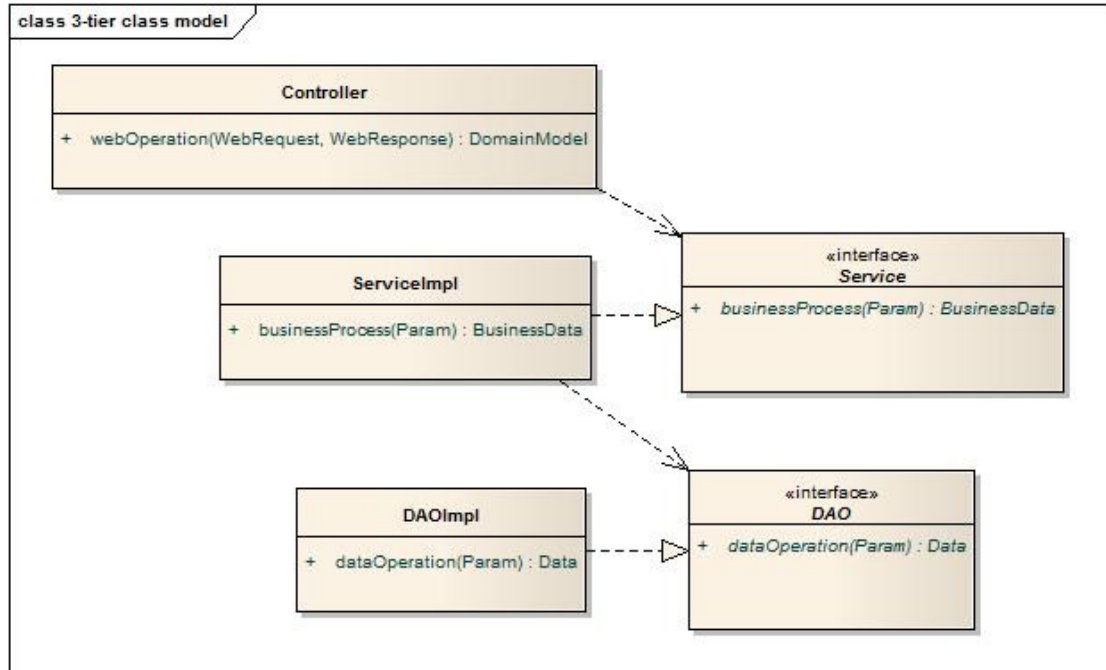 class 3-tier class model
Controller
+ webOperation(WebRequest, WebResponse) : DomainModel
«interface»
Service
+ businessProcess(Param) : BusinessData
ServiceImpl
+ businessProcess(Param) : BusinessData
«interface»
DAO
+ dataOperation(Param) : Data
DAOImpl
+ dataOperation(Param) : Data